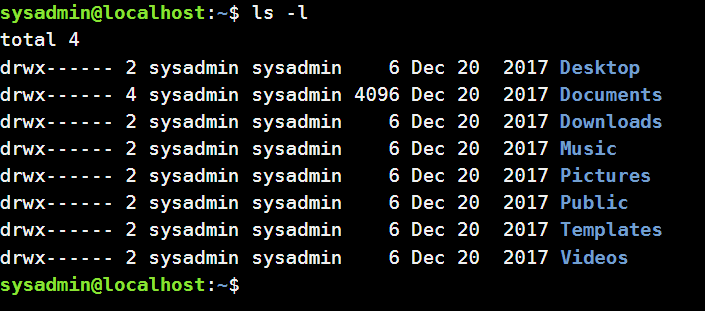 sysadmin@localhost:~$ ls -l
total 4
drwx------ 2 sysadmin sysadmin    6 Dec 20  2017 Desktop
drwx------ 4 sysadmin sysadmin 4096 Dec 20  2017 Documents
drwx------ 2 sysadmin sysadmin    6 Dec 20  2017 Downloads
drwx------ 2 sysadmin sysadmin    6 Dec 20  2017 Music
drwx------ 2 sysadmin sysadmin    6 Dec 20  2017 Pictures
drwx------ 2 sysadmin sysadmin    6 Dec 20  2017 Public
drwx------ 2 sysadmin sysadmin    6 Dec 20  2017 Templates
drwx------ 2 sysadmin sysadmin    6 Dec 20  2017 Videos
sysadmin@localhost:~$